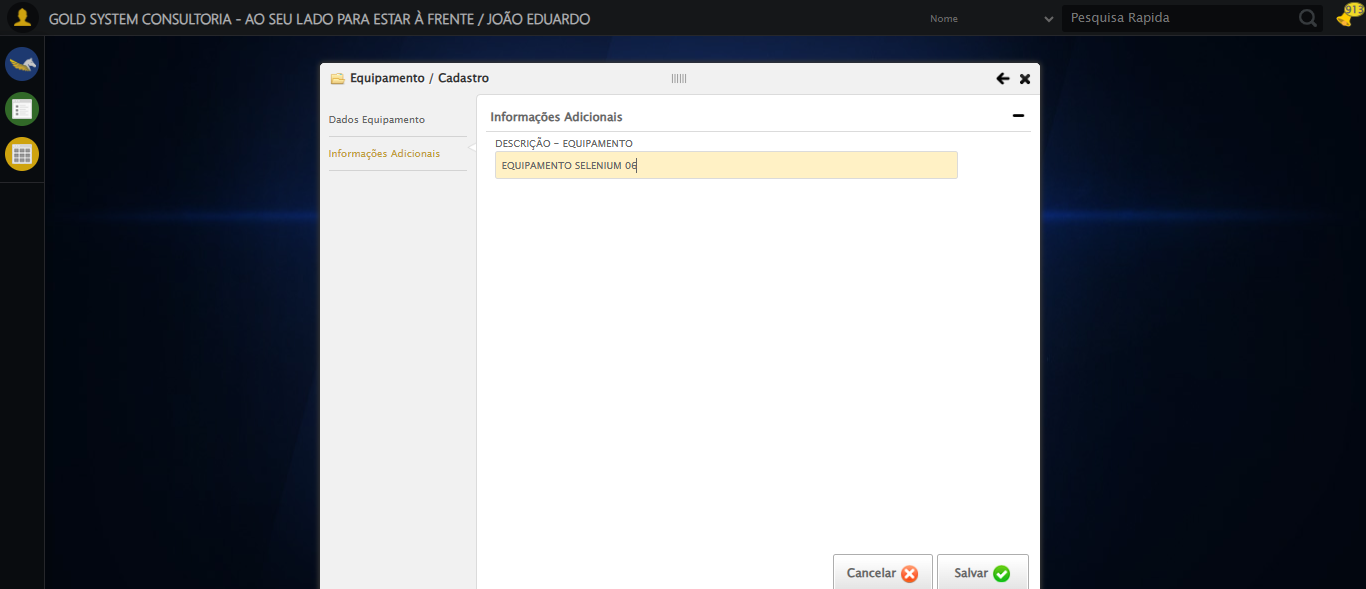 GOLD SYSTEM CONSULTORIA - AO SEU LADO PARA ESTAR À FRENTE / JOÃO EDUARDO
Nome
Pesquisa Rapida
913
Equipamento / Cadastro
Dados Equipamento
Informações Adicionais
Informações Adicionais
DESCRIÇÃO - EQUIPAMENTO
EQUIPAMENTO SELENIUM 06
Cancelar
Salvar